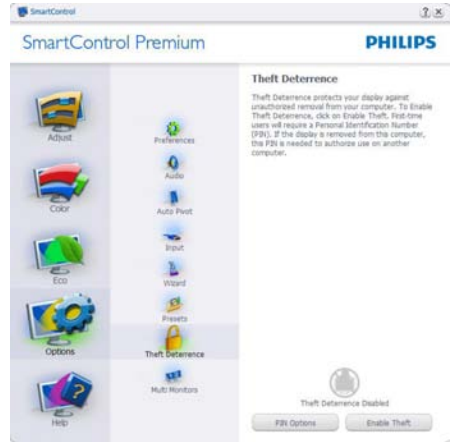 SmartControl
SmartControl Premium
PHILIPS
Adjust
Color
Eco
Options
Help
Preferences
Audio
Auto Pivot
Input
Wizard
Presets
Theft Deterrence
Multi Monitors
Theft Deterrence
Theft Deterrence protects your display against
unauthorized removal from your computer. To Enable
Theft Deterrence, click on Enable Theft. First-time
users will require a Personal Identification Number
(PIN). If the display is removed from this computer,
this PIN is needed to authorize use on another
computer.
Theft Deterrence Disabled
PIN Options
Enable Theft